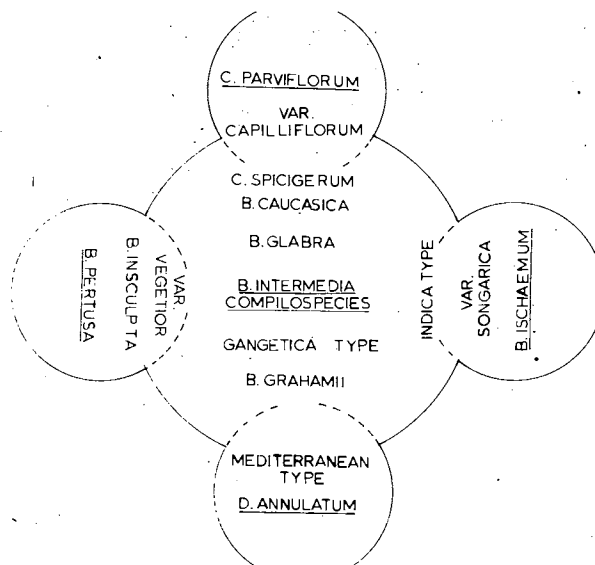 C. PARVIFLORUM
VAR.
CAPILLIFLORUM
C. SPICIGERUM
B. CAUCASICA
B. GLABRA
B. INTERMEDIA
COMPILOSPECIES
GANGETICA TYPE
B. GRAHAMII
VAR.
VEGETIOR
B. INSCULPTA
B. PERTUSA
INDICA TYPE
VAR.
SONGARICA
B. ISCHAEMUM
MEDITERRANEAN
TYPE
D. ANNULATUM